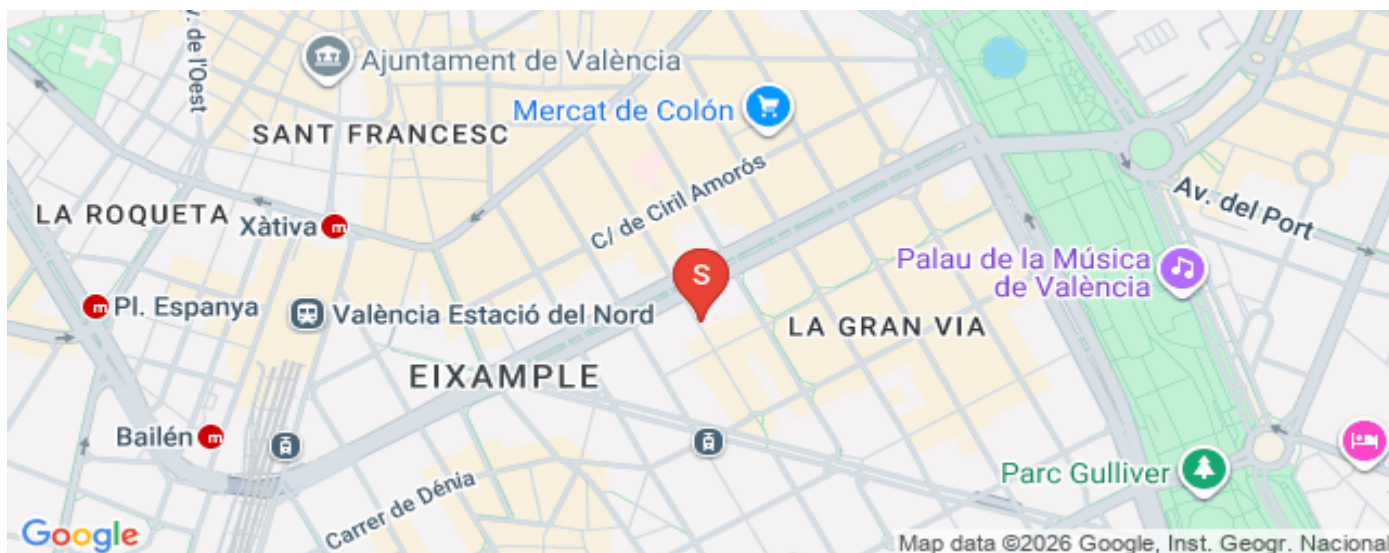 V. de l'Oest
Ajuntament de València
Mercat de Colón
SANT FRANCESC
C/ de Ciril Amorós
LA ROQUETA
Xàtiva m
Av. del Port
S
Palau de la Música
de València
m Pl. Espanya
València Estació del Nord
LA GRAN VIA
EIXAMPLE
Bailén m
Parc Gulliver
Carrer de Dénia
Google
Map data ©2026 Google, Inst. Geogr. Nacional